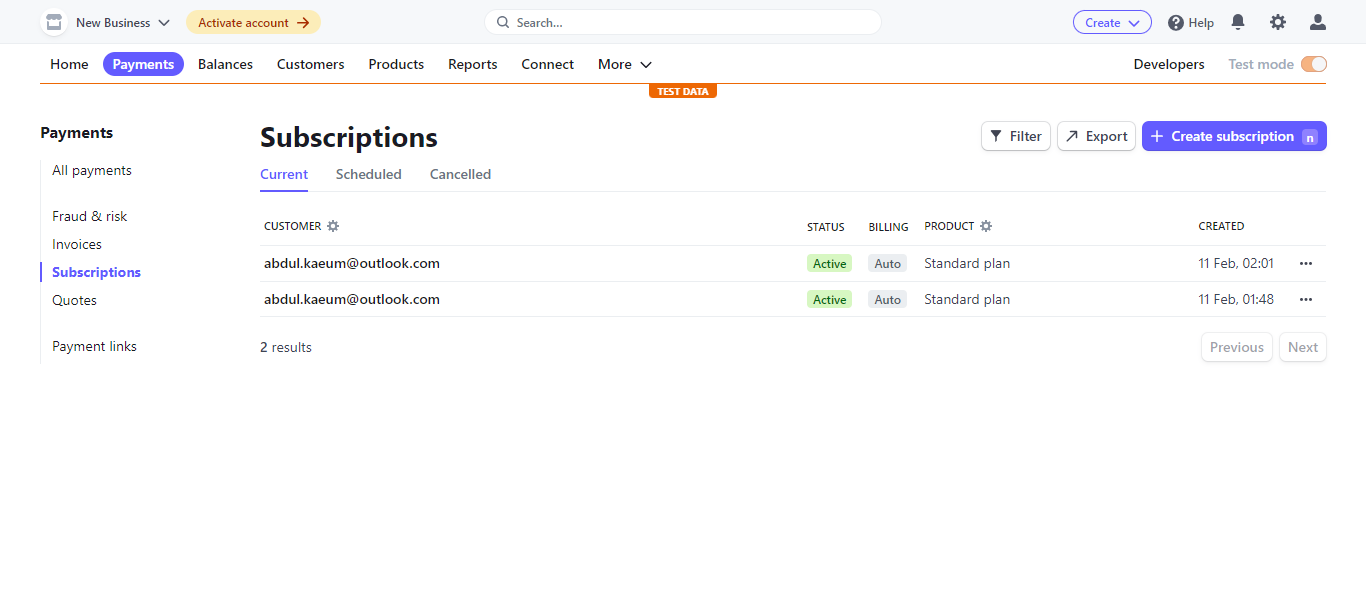 New Business
Activate account
Search...
Create
Help
Home
Payments
Balances
Customers
Products
Reports
Connect
More
Developers
Test mode
TEST DATA
Payments
All payments
Fraud & risk
Invoices
Subscriptions
Quotes
Payment links
Subscriptions
Filter
Export
Create subscription n
Current
Scheduled
Cancelled
CUSTOMER STATUS BILLING PRODUCT CREATED
abdul.kaeum@outlook.com Active Auto Standard plan 11 Feb, 02:01
abdul.kaeum@outlook.com Active Auto Standard plan 11 Feb, 01:48
2 results
Previous
Next